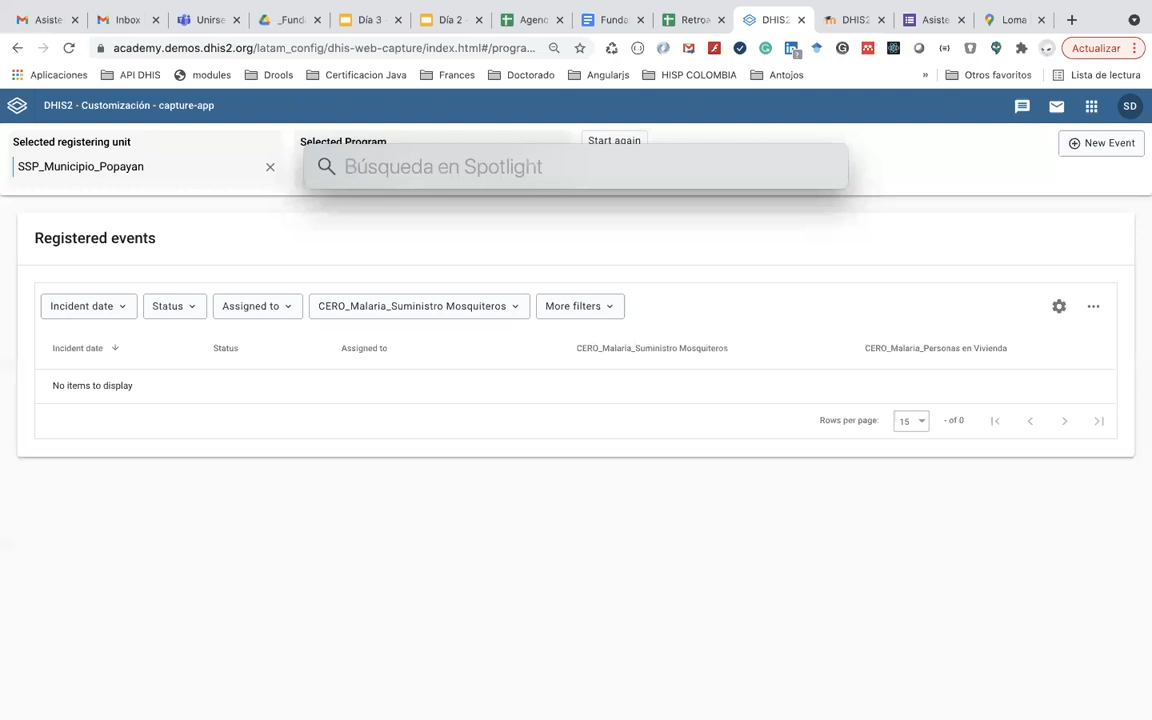 Asiste
Inbox
Unirse
_Fund
Día 3 -
Día 2 -
Agend
Funda
Retroa
DHIS2
DHIS2
Asiste
Loma
academy.demos.dhis2.org/latam_config/dhis-web-capture/index.html#/progra...
Actualizar
Aplicaciones
API DHIS
modules
Drools
Certificacion Java
Frances
Doctorado
Angularjs
HISP COLOMBIA
Antojos
»
Otros favoritos
Lista de lectura
DHIS2 - Customización - capture-app
SD
Selected registering unit
Selected Program
Start again
New Event
SSP_Municipio_Popayan
Búsqueda en Spotlight
Registered events
Incident date
Status
Assigned to
CERO_Malaria_Suministro Mosquiteros
More filters
Incident date
Status
Assigned to
CERO_Malaria_Suministro Mosquiteros
CERO_Malaria_Personas en Vivienda
No items to display
Rows per page:
15
- of 0